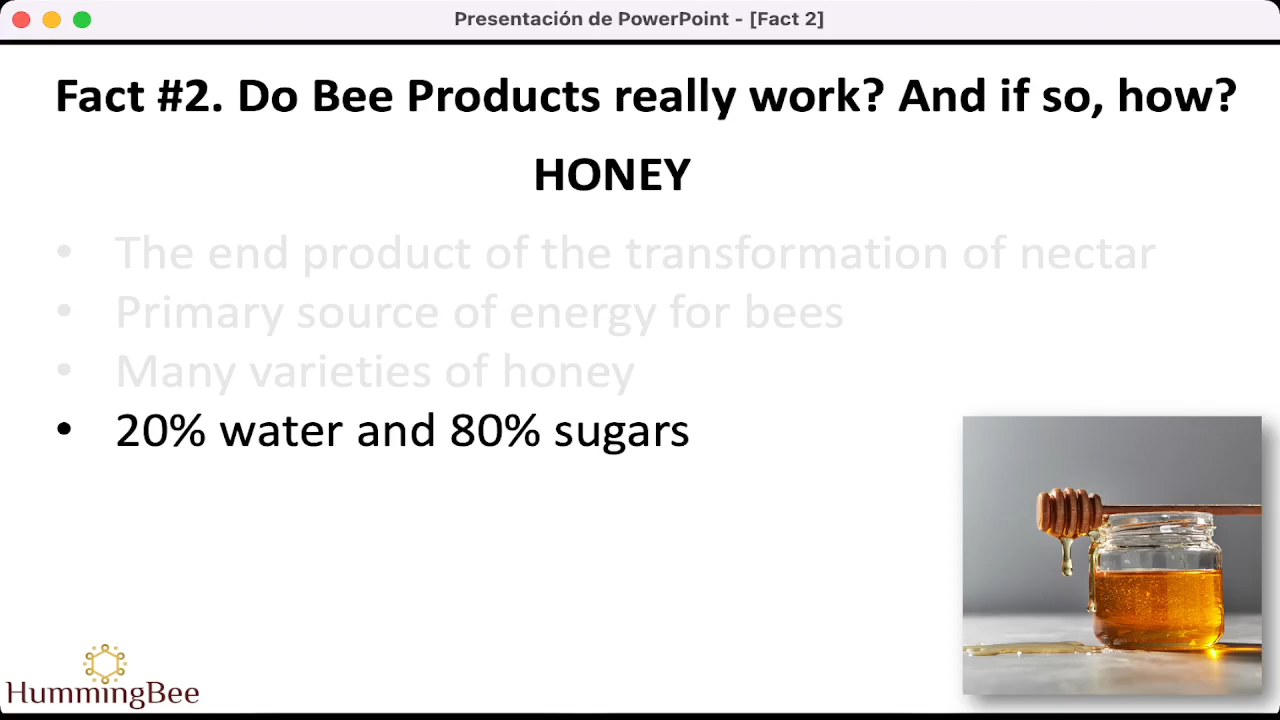 Presentación de PowerPoint - [Fact 2]
Fact #2. Do Bee Products really work? And if so, how?
HONEY
• The end product of the transformation of nectar
• Primary source of energy for bees
• Many varieties of honey
• 20% water and 80% sugars
HummingBee